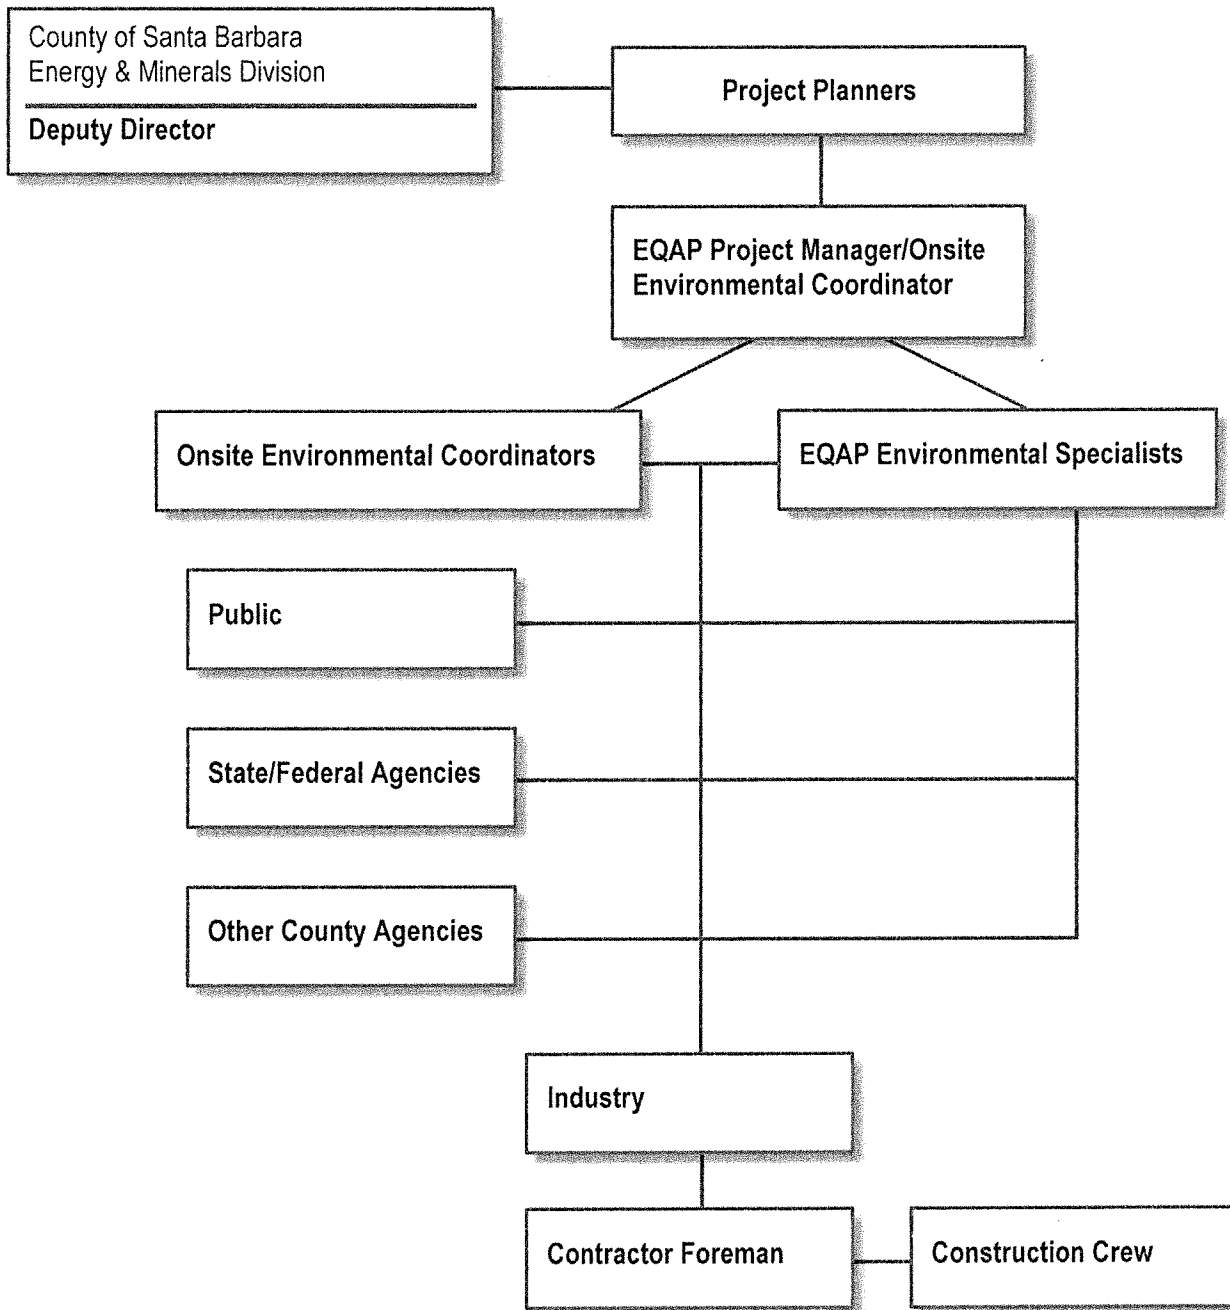 County of Santa Barbara
Energy & Minerals Division
Deputy Director
Project Planners
EQAP Project Manager/Onsite
Environmental Coordinator
Onsite Environmental Coordinators
EQAP Environmental Specialists
Public
State/Federal Agencies
Other County Agencies
Industry
Contractor Foreman
Construction Crew